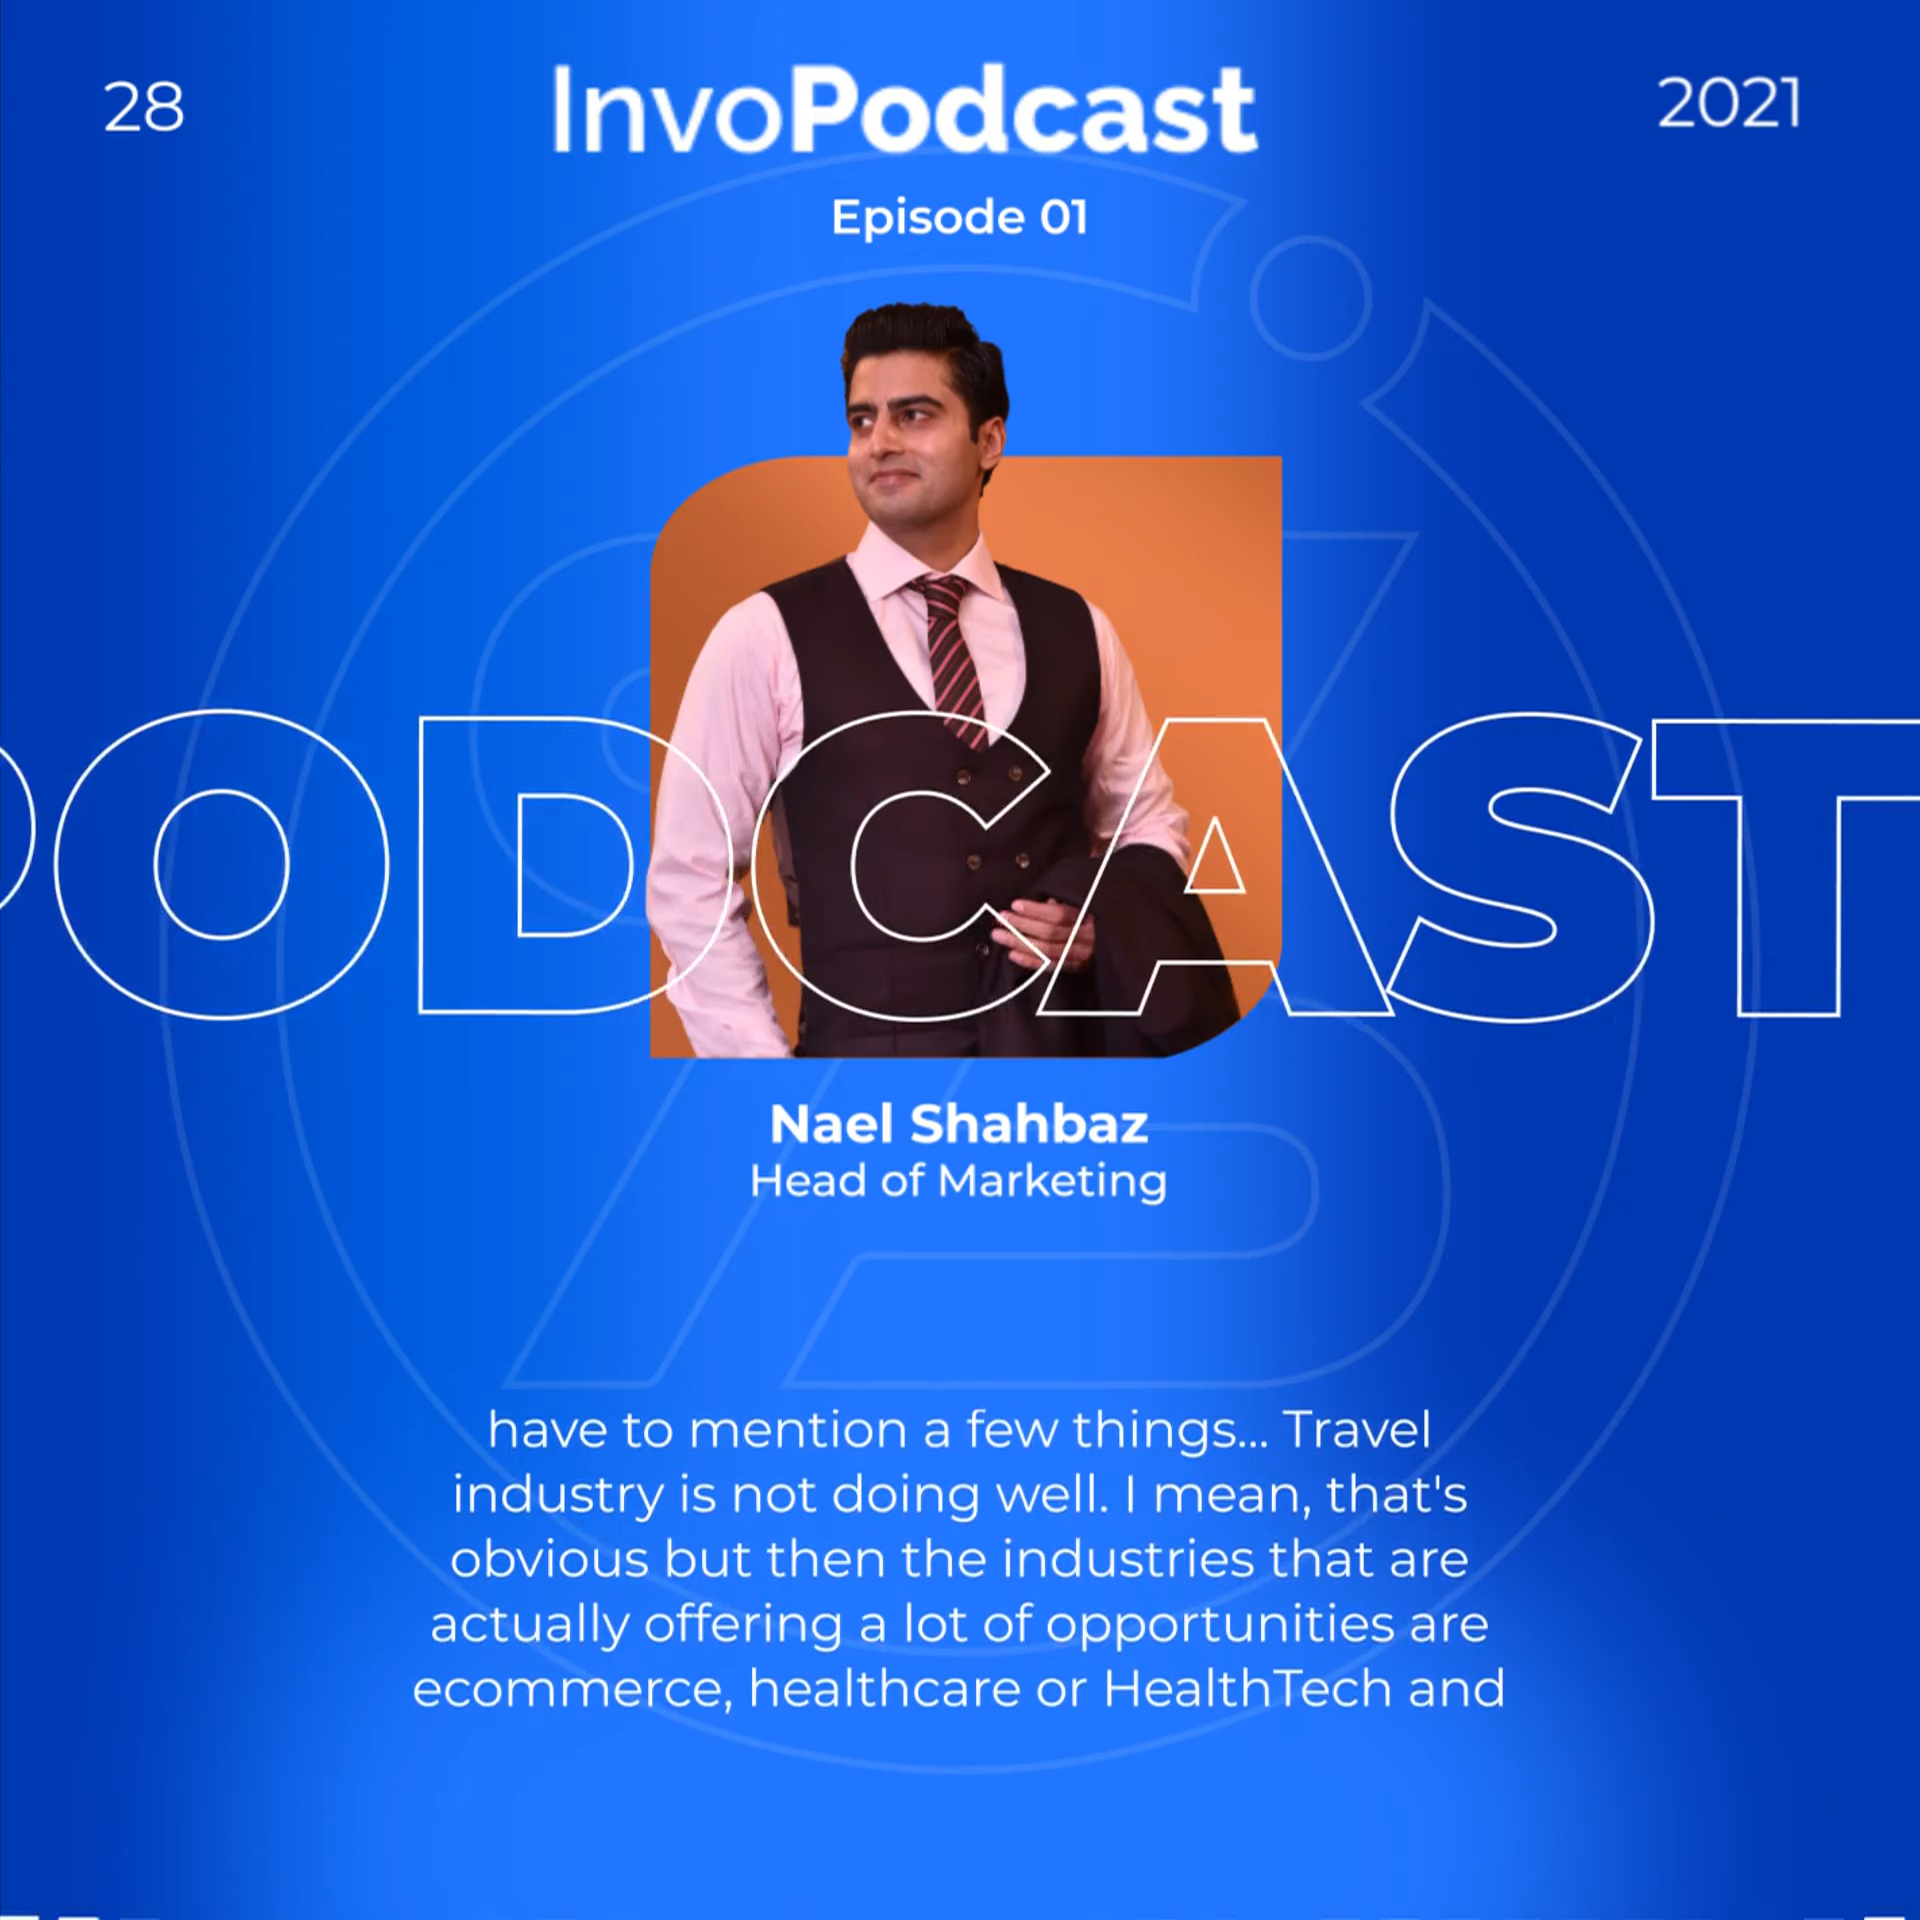 28
InvoPodcast
2021
Episode 01
PODCAST
Nael Shahbaz
Head of Marketing
have to mention a few things... Travel
industry is not doing well. I mean, that's
obvious but then the industries that are
actually offering a lot of opportunities are
ecommerce, healthcare or HealthTech and